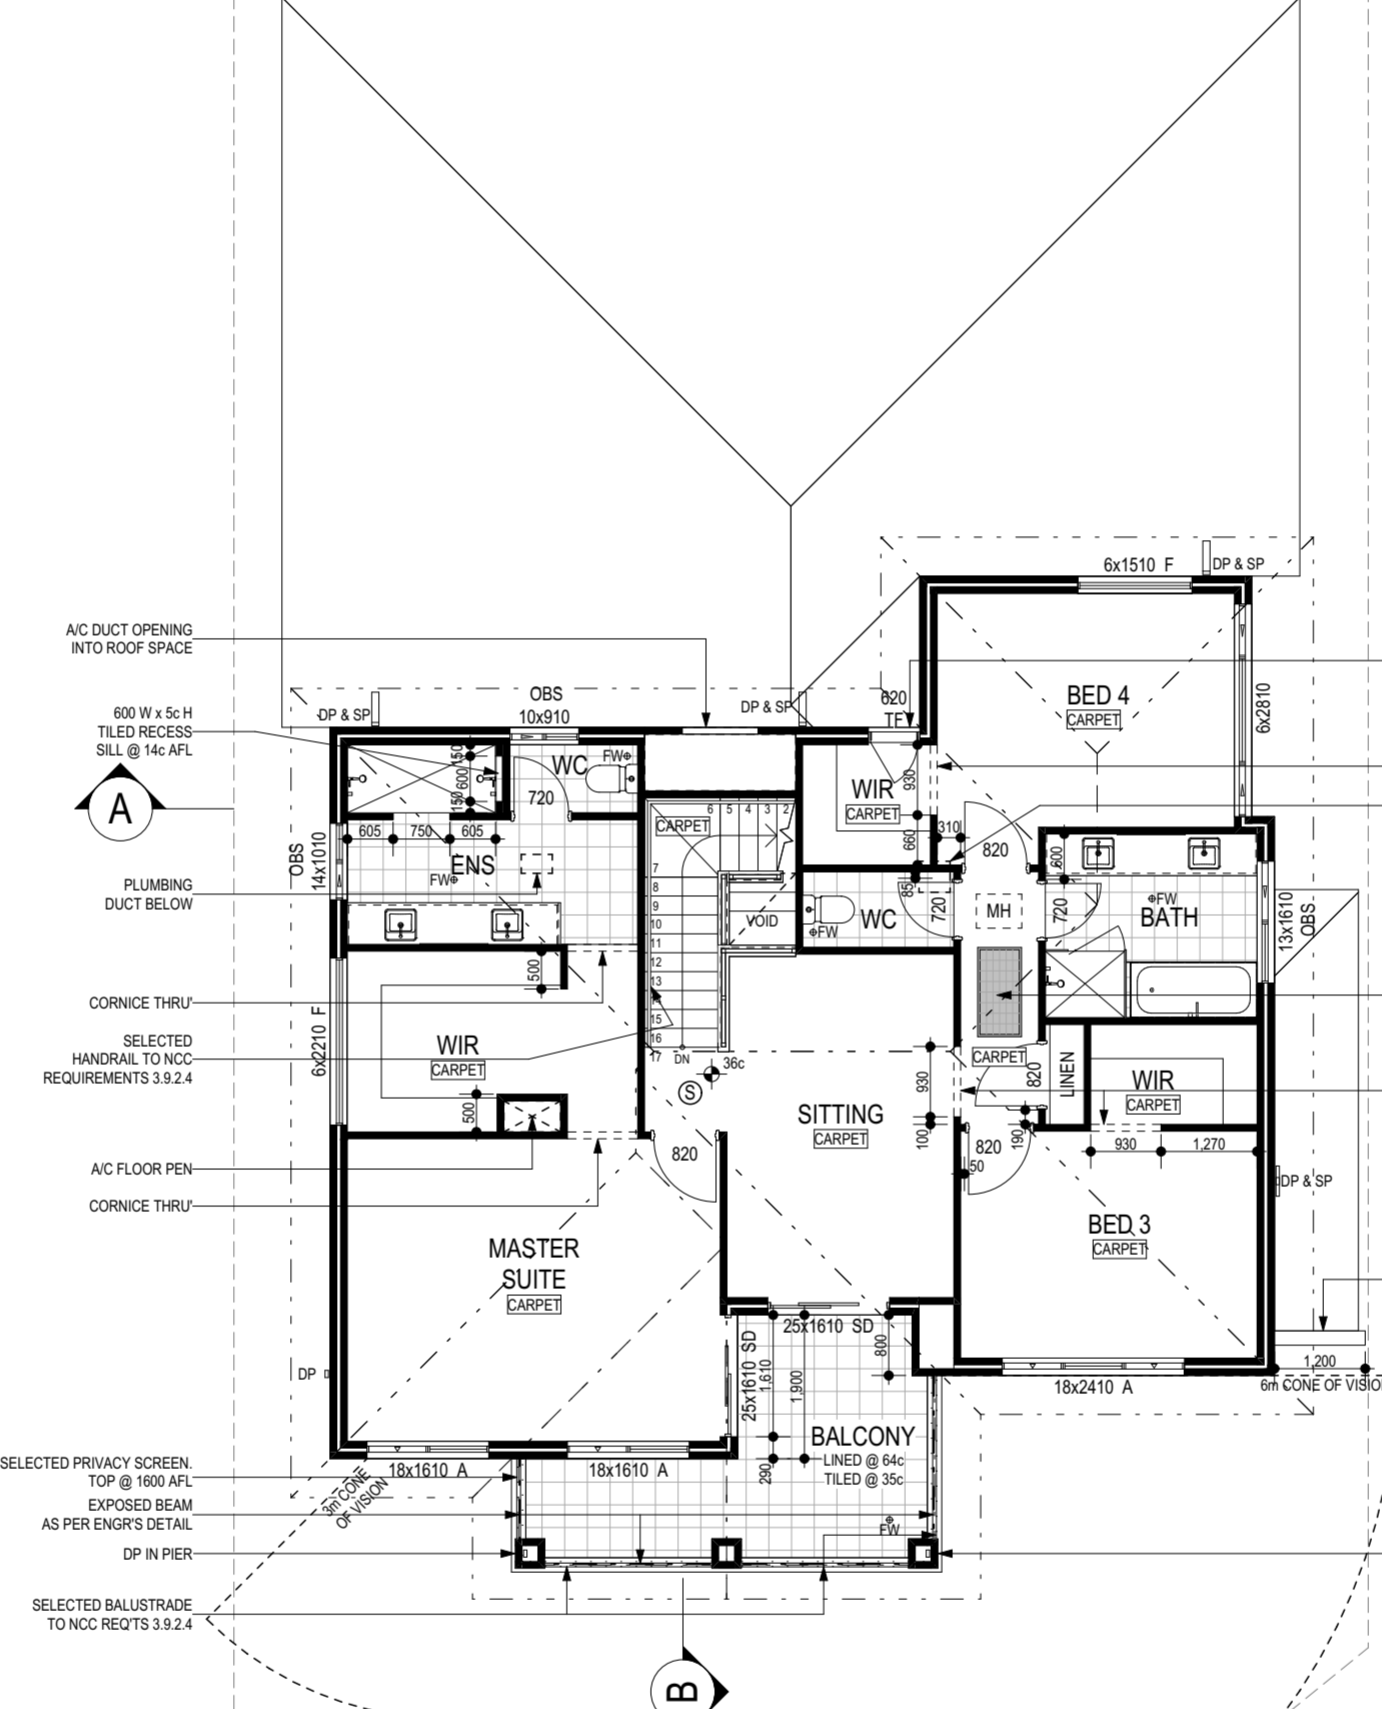 6x1510 F
DP & SP
A/C DUCT OPENING
INTO ROOF SPACE
BED 4
CARPET
6x2810
OBS
10x910
DP & SP
DP & SP
620
TF
600 W x 5c H
TILED RECESS
SILL @ 14c AFL
A
150
600
150
WC
FW
720
WIR
CARPET
930
660
310
820
CARPET
6
5
4
3
2
7
8
9
10
11
12
13
15
16
17
DN
VOID
605
750
605
ENS
FW
OBS
14x1010
PLUMBING
DUCT BELOW
85
WC
FW
720
MH
720
600
FW
BATH
13x1610
OBS
CORNICE THRU'
500
WIR
CARPET
6x2210 F
SELECTED
HANDRAIL TO NCC
REQUIREMENTS 3.9.2.4
500
36c
S
SITTING
CARPET
930
100
CARPET
820
LINEN
WIR
CARPET
190
820
50
930
1,270
A/C FLOOR PEN
CORNICE THRU'
820
DP & SP
BED 3
CARPET
MASTER
SUITE
CARPET
25x1610 SD
25x1610 SD
1,610
1,900
800
290
DP
18x2410 A
1,200
6m CONE OF VISIO
BALCONY
LINED @ 64c
TILED @ 35c
FW
18x1610 A
18x1610 A
3m CONE
OF VISION
SELECTED PRIVACY SCREEN.
TOP @ 1600 AFL
EXPOSED BEAM
AS PER ENGR'S DETAIL
DP IN PIER
SELECTED BALUSTRADE
TO NCC REQ'TS 3.9.2.4
B